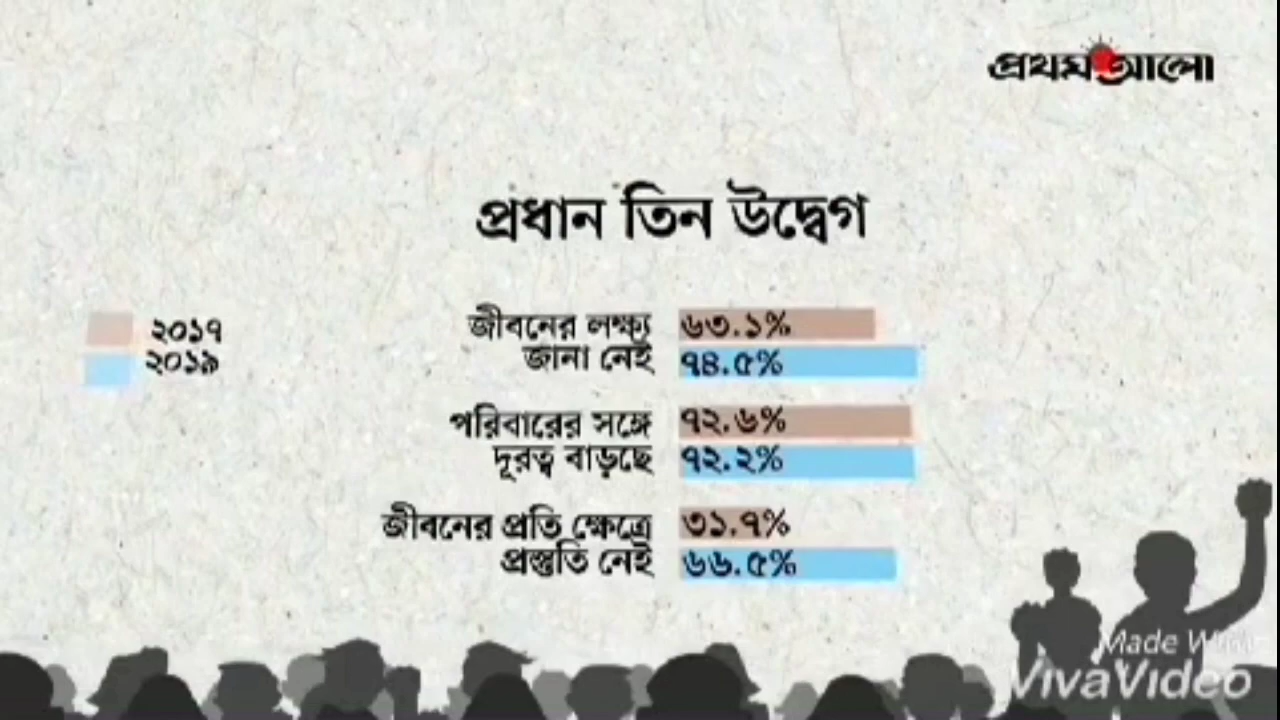 প্রথম আলো
প্রধান তিন উদ্বেগ
২০১৭
২০১৯
জীবনের লক্ষ্য
জানা নেই
৬৩.১%
৭৪.৫%
পরিবারের সঙ্গে
দূরত্ব বাড়ছে
৭২.৬%
৭২.২%
জীবনের প্রতি ক্ষেত্রে
প্রস্তুতি নেই
৩১.৭%
৬৬.৫%
Made With
VivaVideo